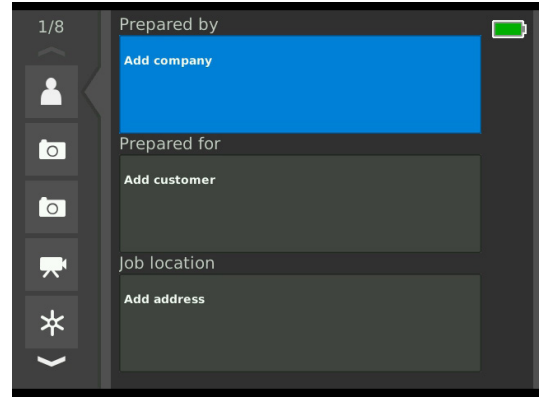 1/8
Prepared by
Add company
Prepared for
Add customer
Job location
Add address